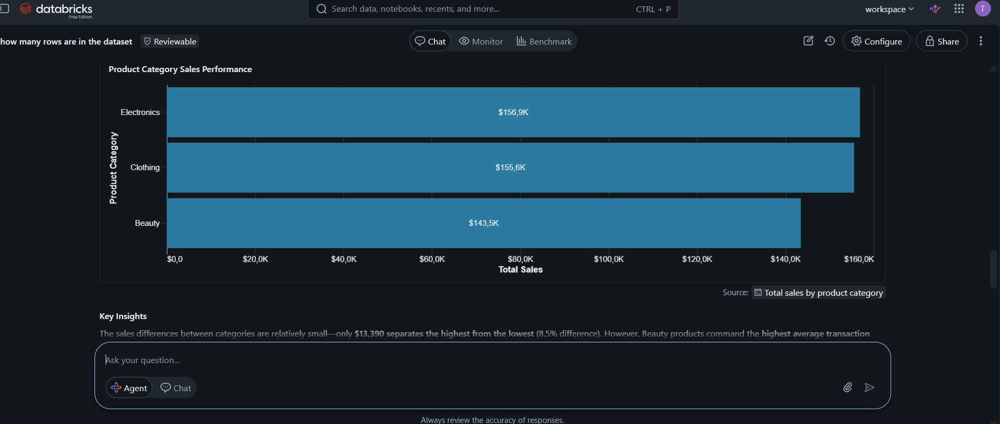 databricks
Free Edition
Search data, notebooks, recents, and more...
CTRL + P
workspace
T
how many rows are in the dataset
Reviewable
Chat
Monitor
Benchmark
Configure
Share
Product Category Sales Performance
Product Category
Electronics
$156,9K
Clothing
$155,6K
Beauty
$143,5K
$0,0
$20,0K
$40,0K
$60,0K
$80,0K
$100,0K
$120,0K
$140,0K
$160,0K
Total Sales
Source: Total sales by product category
Key Insights
The sales differences between categories are relatively small—only $13,390 separates the highest from the lowest (8.5% difference). However, Beauty products command the highest average transaction
Ask your question...
Agent
Chat
Always review the accuracy of responses.